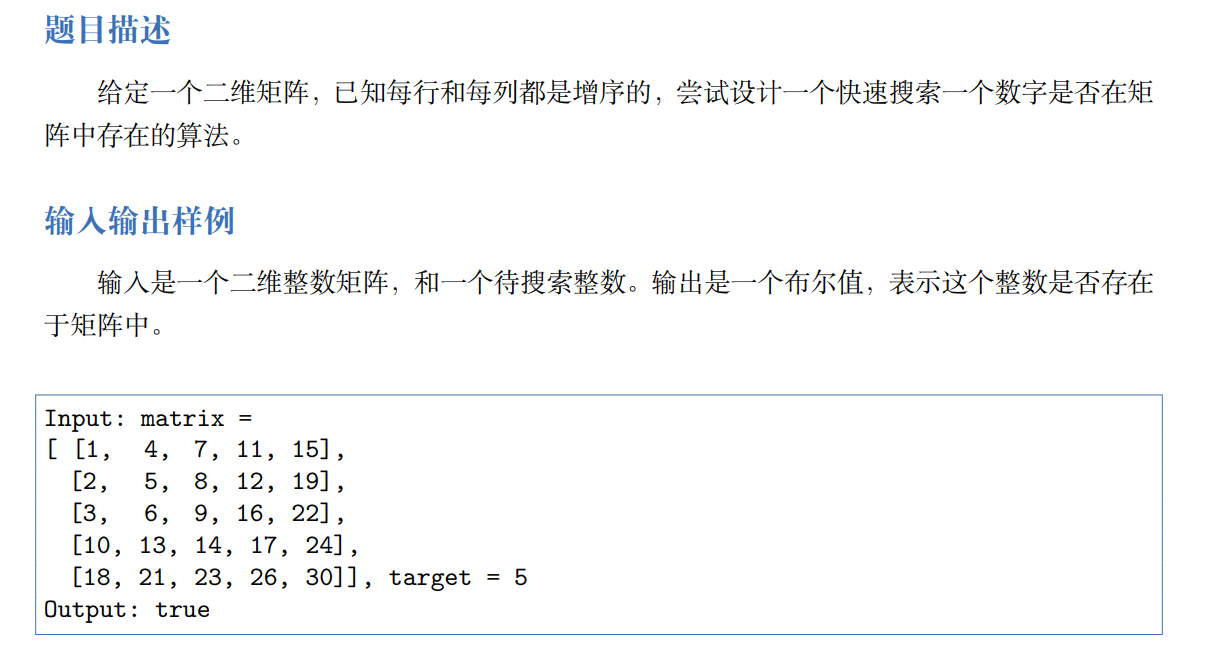 题目描述
给定一个二维矩阵，已知每行和每列都是增序的，尝试设计一个快速搜索一个数字是否在矩
阵中存在的算法。
输入输出样例
输入是一个二维整数矩阵，和一个待搜索整数。输出是一个布尔值，表示这个整数是否存在
于矩阵中。
Input: matrix =
[ [1,  4,  7, 11, 15],
  [2,  5,  8, 12, 19],
  [3,  6,  9, 16, 22],
  [10, 13, 14, 17, 24],
  [18, 21, 23, 26, 30]], target = 5
Output: true